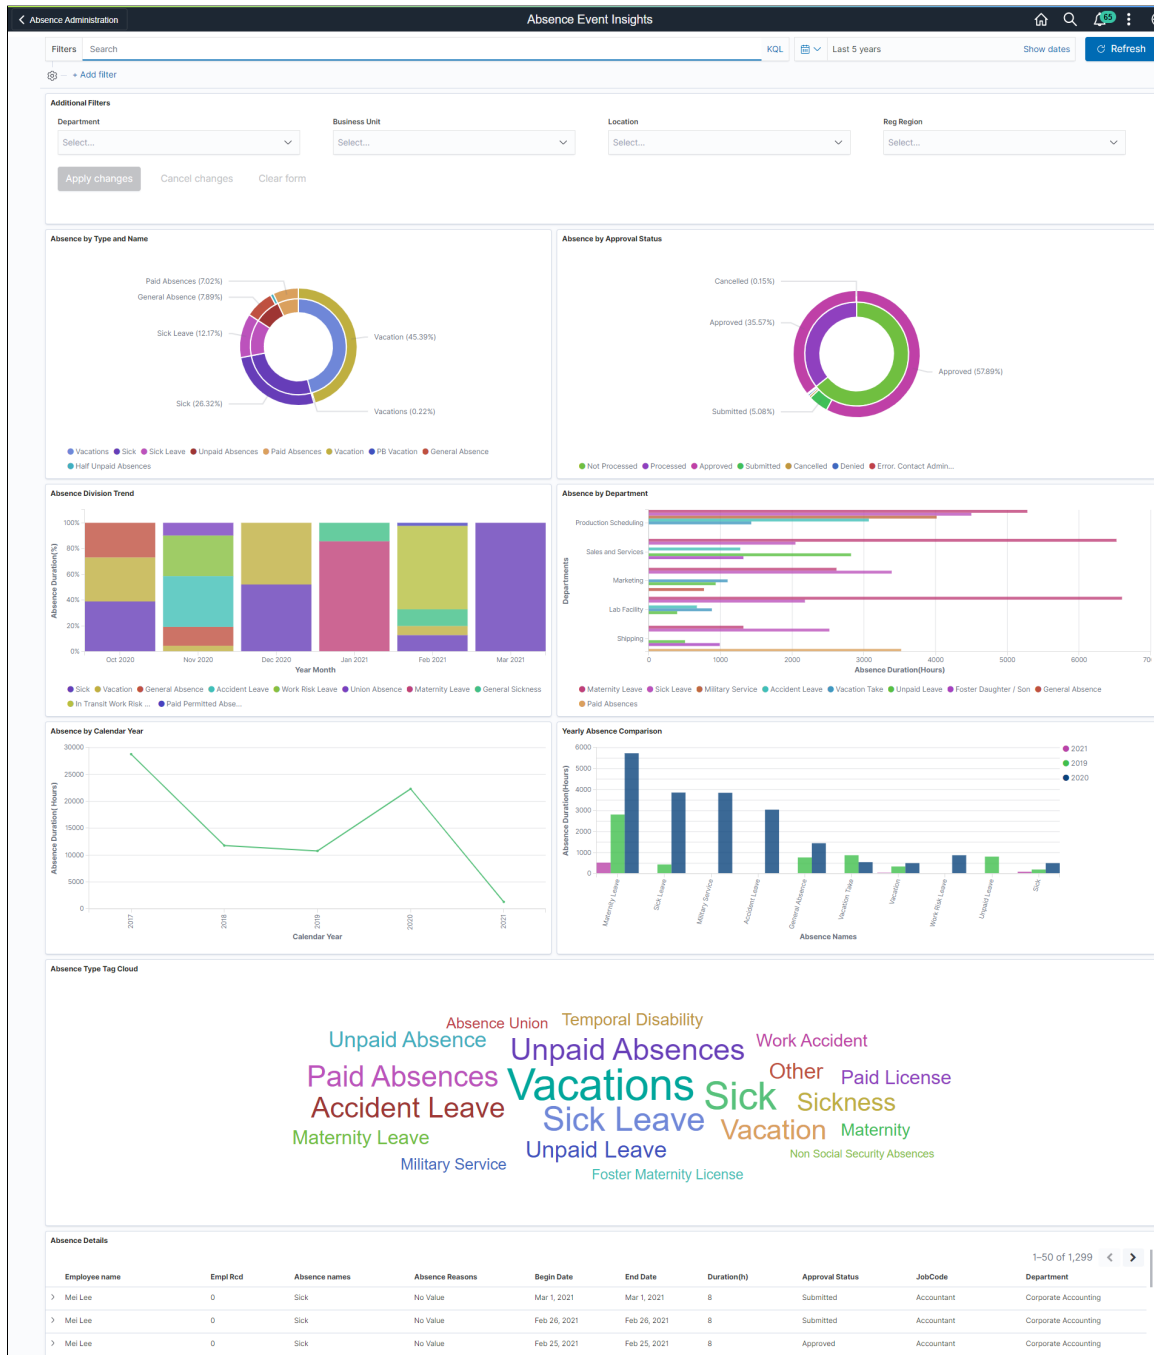 Absence Administration
Absence Event Insights
65
Filters Search KQL Last 5 years Show dates Refresh
+ Add filter
Additional Filters
Department Business Unit Location Reg Region
Select... Select... Select... Select...
Apply changes Cancel changes Clear form
Absence by Type and Name
Paid Absences (7.02%)
General Absence (7.89%)
Sick Leave (12.17%)
Vacation (45.39%)
Sick (26.32%)
Vacations (0.22%)
Vacations Sick Sick Leave Unpaid Absences Paid Absences Vacation PB Vacation General Absence
Half Unpaid Absences
Absence by Approval Status
Cancelled (0.15%)
Approved (35.57%)
Approved (57.89%)
Submitted (5.08%)
Not Processed Processed Approved Submitted Cancelled Denied Error. Contact Admin...
Absence Division Trend
Absence Duration(%)
100%
80%
60%
40%
20%
0%
Oct 2020 Nov 2020 Dec 2020 Jan 2021 Feb 2021 Mar 2021
Year Month
Sick Vacation General Absence Accident Leave Work Risk Leave Union Absence Maternity Leave General Sickness
In Transit Work Risk ... Paid Permitted Abse...
Absence by Department
Departments
Production Scheduling
Sales and Services
Marketing
Lab Facility
Shipping
0 1000 2000 3000 4000 5000 6000 70
Absence Duration(Hours)
Maternity Leave Sick Leave Military Service Accident Leave Vacation Take Unpaid Leave Foster Daughter / Son General Absence
Paid Absences
Absence by Calendar Year
Absence Duration( Hours)
30000
25000
20000
15000
10000
5000
0
2017 2018 2019 2020 2021
Calendar Year
Yearly Absence Comparison
Absence Duration(Hours)
6000
5000
4000
3000
2000
1000
0
Maternity Leave Sick Leave Military Service Accident Leave General Absence Vacation Take Vacation Work Risk Leave Unpaid Leave Sick
Absence Names
2021
2019
2020
Absence Type Tag Cloud
Absence Union Temporal Disability
Unpaid Absence Unpaid Absences Work Accident
Paid Absences Vacations Sick Other Paid License
Accident Leave Sick Leave Vacation Sickness
Maternity Leave Unpaid Leave Maternity
Military Service Foster Maternity License Non Social Security Absences
Absence Details
1–50 of 1,299
Employee name Empl Rcd Absence names Absence Reasons Begin Date End Date Duration(h) Approval Status JobCode Department
Mei Lee 0 Sick No Value Mar 1, 2021 Mar 1, 2021 8 Submitted Accountant Corporate Accounting
Mei Lee 0 Sick No Value Feb 26, 2021 Feb 26, 2021 8 Submitted Accountant Corporate Accounting
Mei Lee 0 Sick No Value Feb 25, 2021 Feb 25, 2021 8 Approved Accountant Corporate Accounting